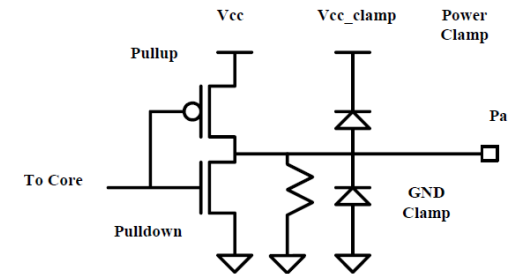 Vcc
Vcc_clamp
Power
Clamp
Pullup
Pa
To Core
GND
Clamp
Pulldown